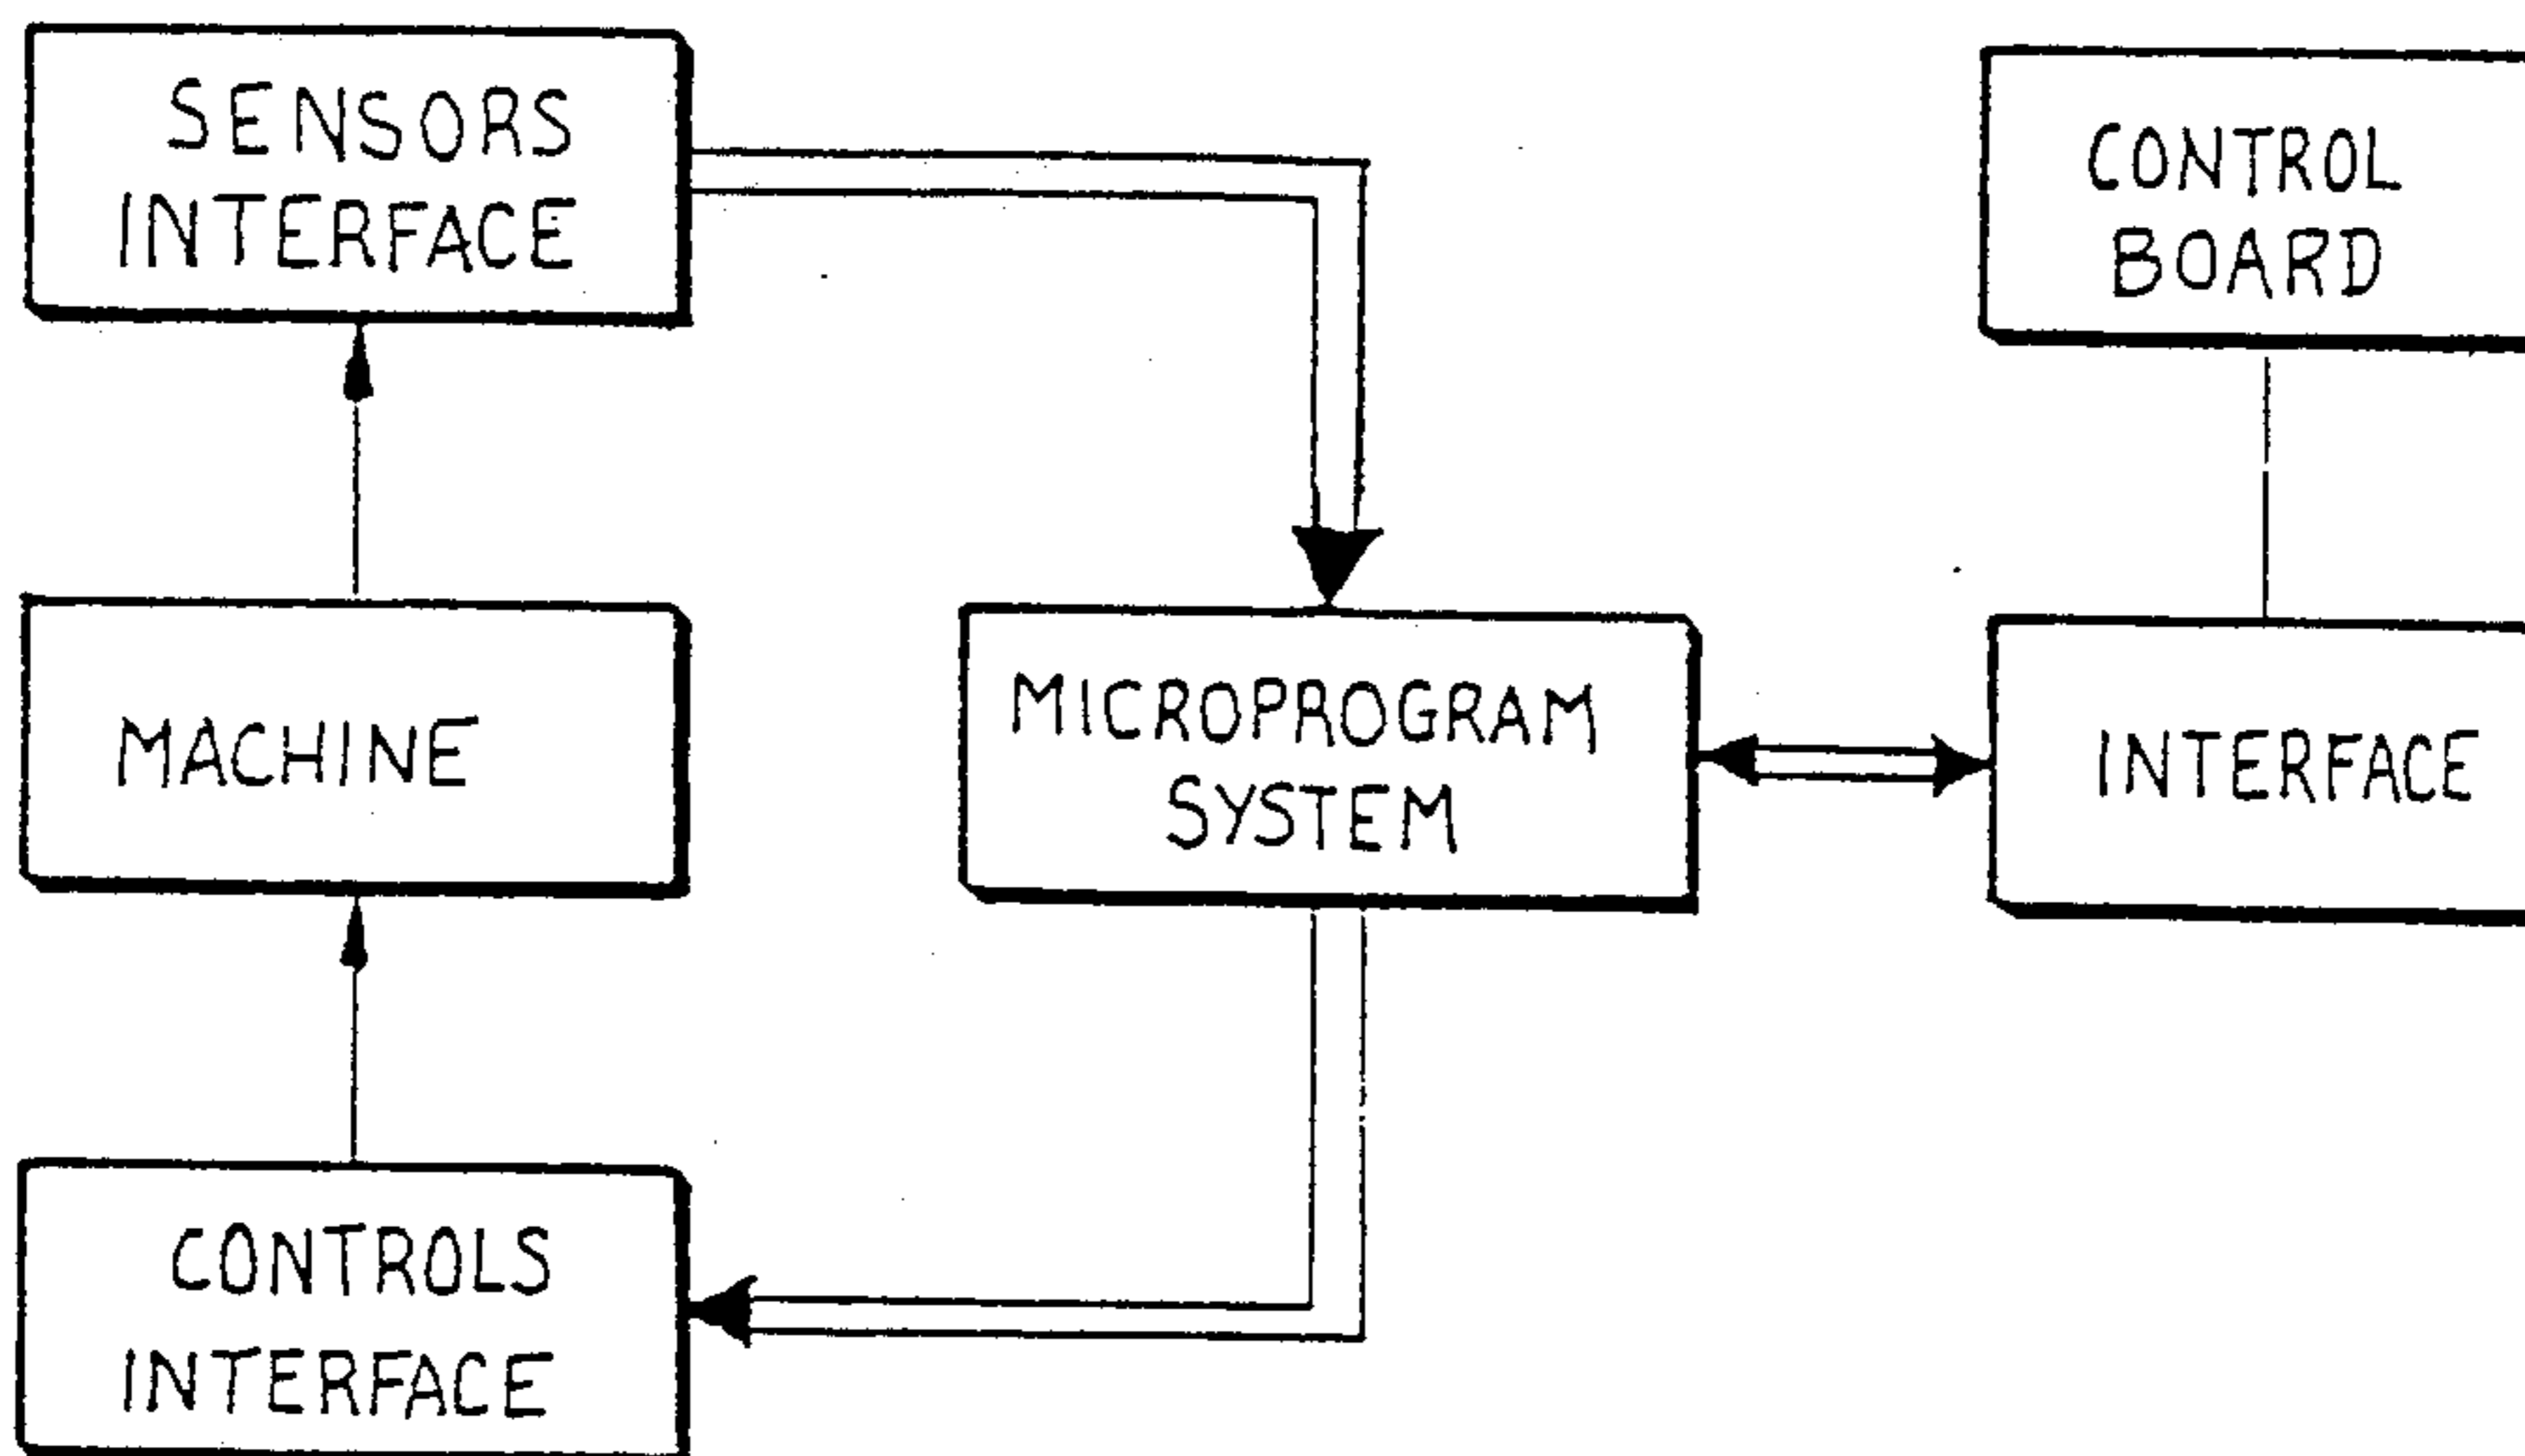 SENSORS
INTERFACE
CONTROL
BOARD
MACHINE
MICROPROGRAM
SYSTEM
INTERFACE
CONTROLS
INTERFACE